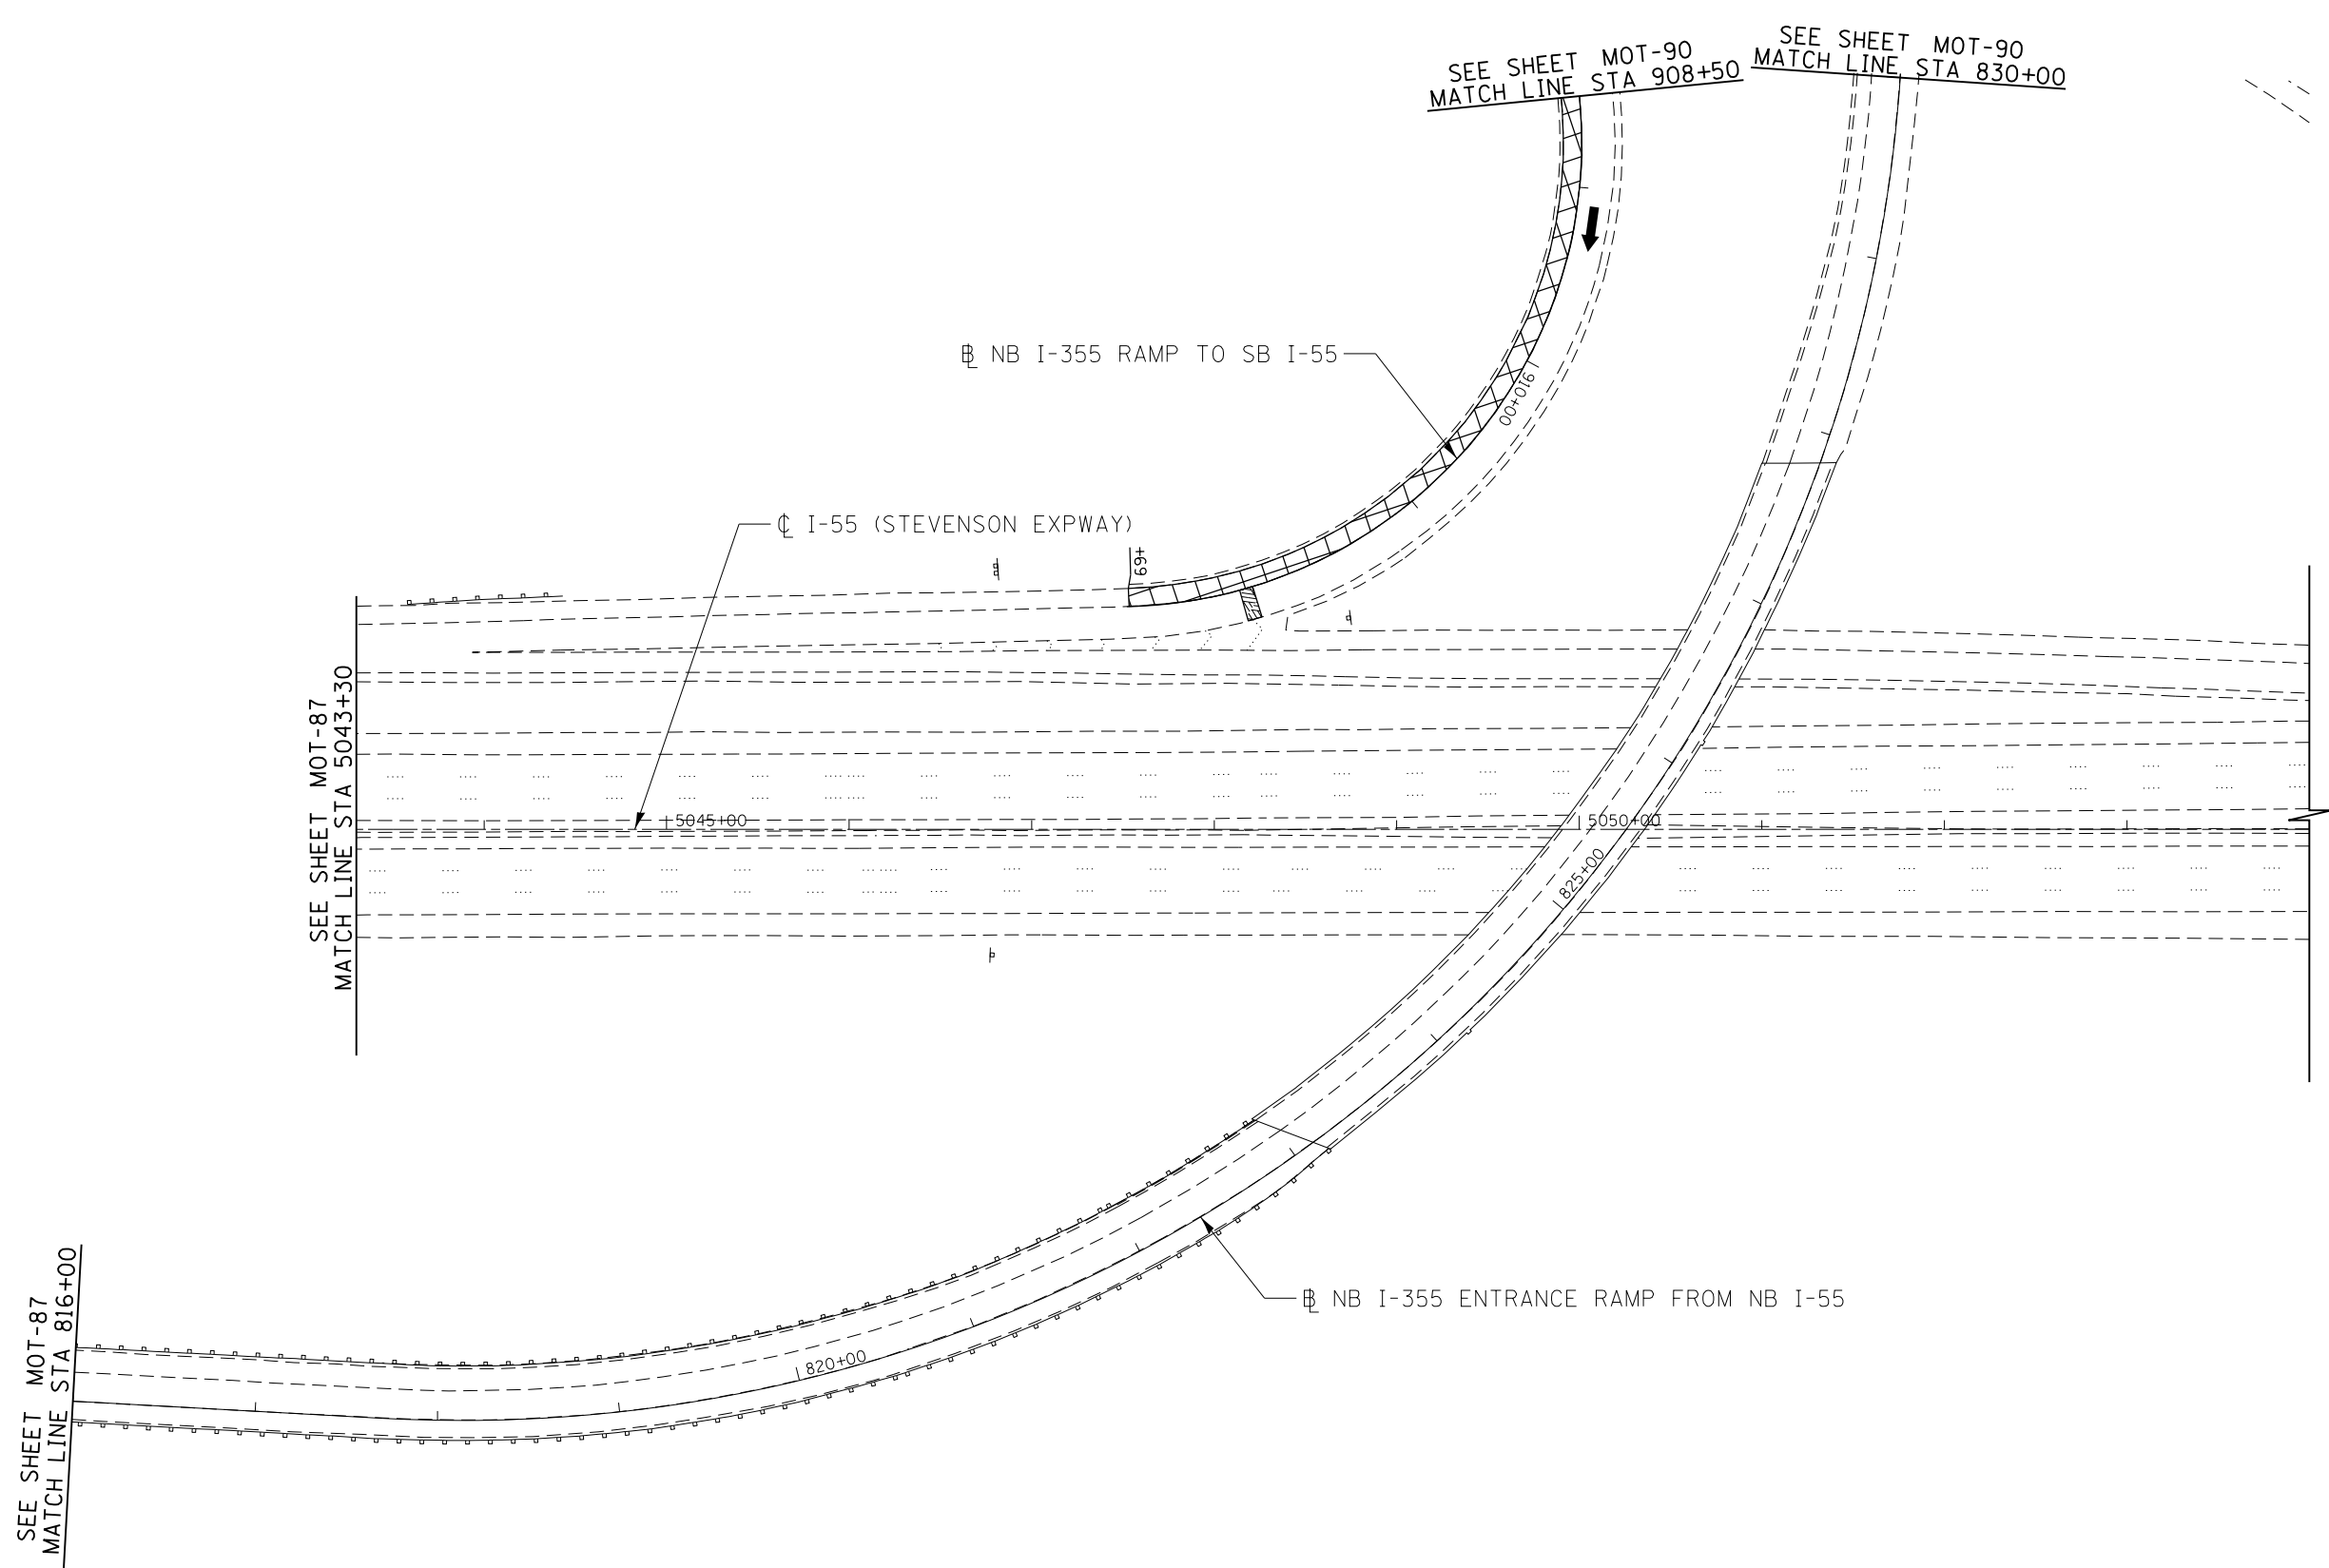 SEE SHEET MOT-90
MATCH LINE STA 908+50
SEE SHEET MOT-90
MATCH LINE STA 830+00
℄ NB I-355 RAMP TO SB I-55
910+00
℄ I-55 (STEVENSON EXPWAY)
69+
SEE SHEET MOT-87
MATCH LINE STA 5043+30
5045+00
5050+00
825+00
℄ NB I-355 ENTRANCE RAMP FROM NB I-55
820+00
SEE SHEET MOT-87
MATCH LINE STA 816+00